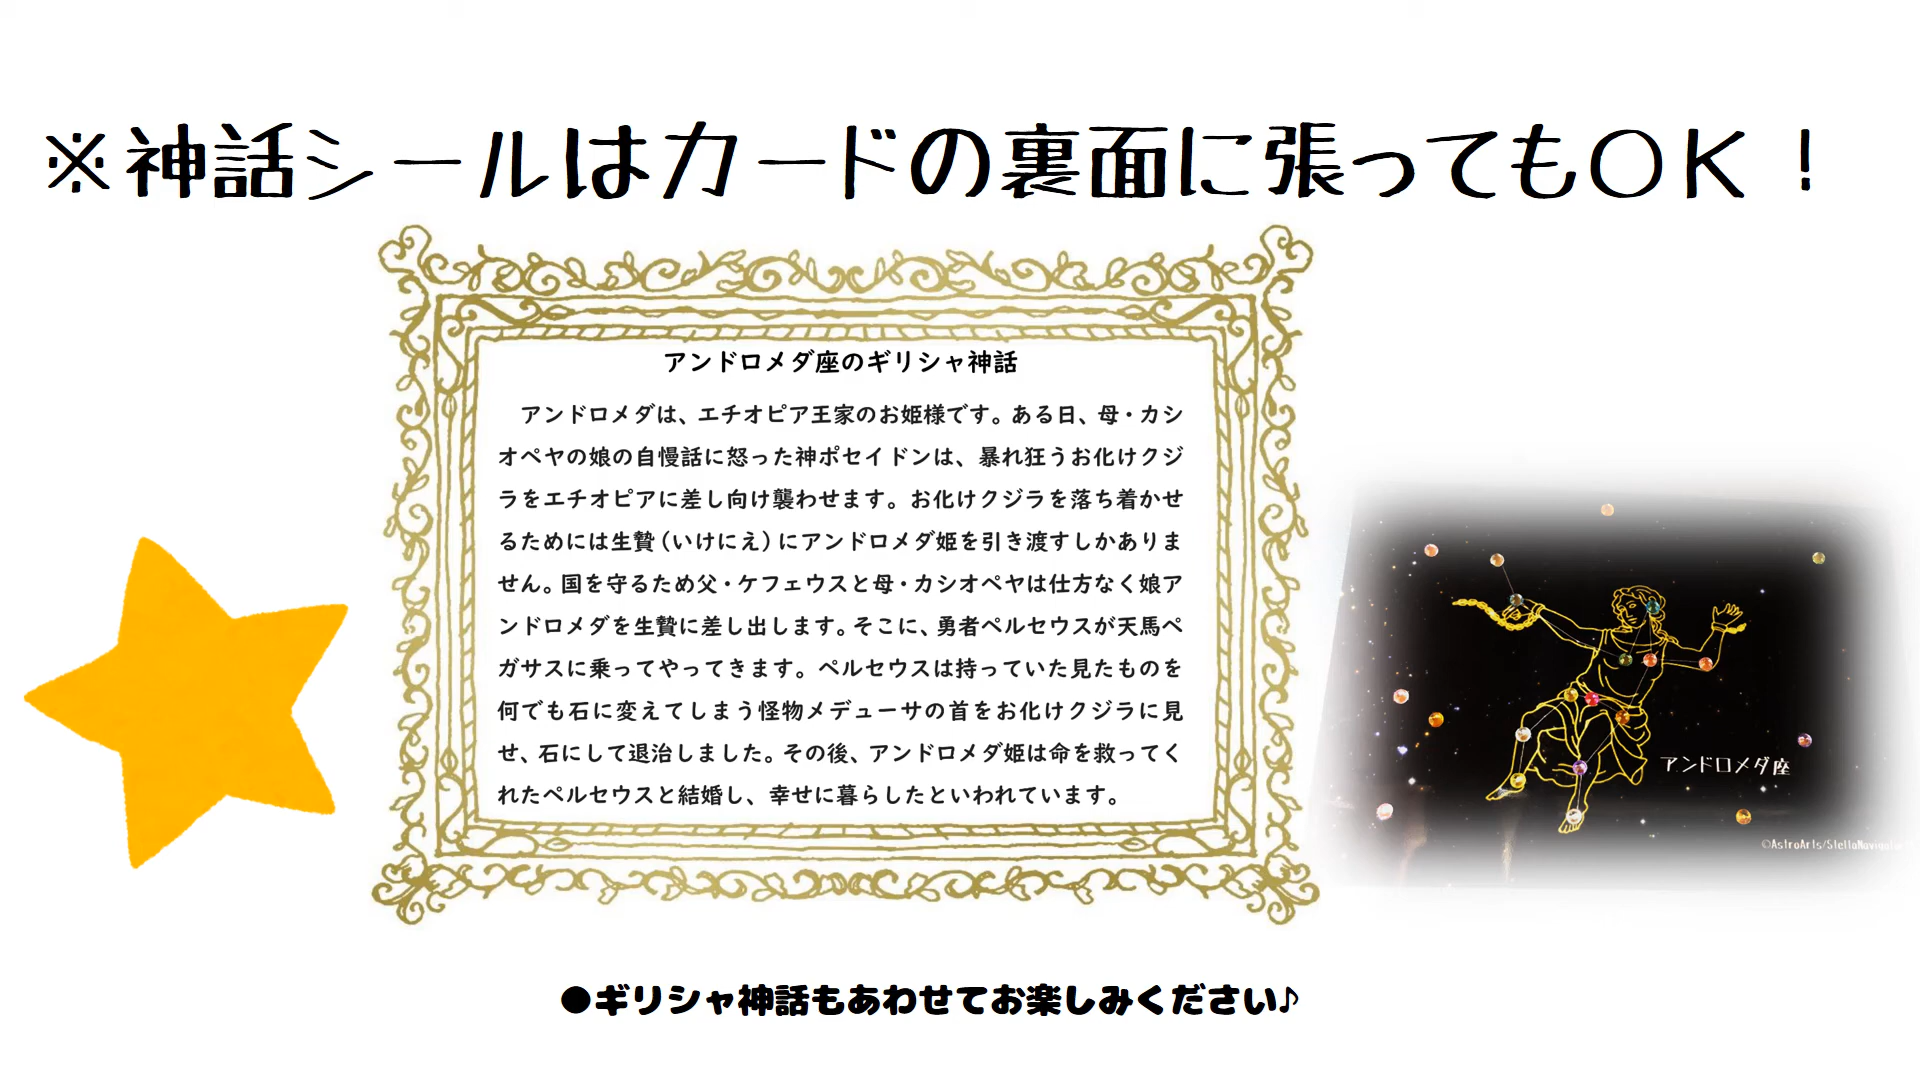 ※神話シールはカードの裏面に張ってもOK！
アンドロメダ座のギリシャ神話
アンドロメダは、エチオピア王家のお姫様です。ある日、母・カシ
オペヤの娘の自慢話に怒った神ポセイドンは、暴れ狂うお化けクジ
ラをエチオピアに差し向け襲わせます。お化けクジラを落ち着かせ
るためには生贄（いけにえ）にアンドロメダ姫を引き渡すしかありま
せん。国を守るため父・ケフェウスと母・カシオペヤは仕方なく娘ア
ンドロメダを生贄に差し出します。そこに、勇者ペルセウスが天馬ペ
ガサスに乗ってやってきます。ペルセウスは持っていた見たものを
何でも石に変えてしまう怪物メデューサの首をお化けクジラに見
せ、石にして退治しました。その後、アンドロメダ姫は命を救ってく
れたペルセウスと結婚し、幸せに暮らしたといわれています。
アンドロメダ座
©AstroArts/StellaNavigator
●ギリシャ神話もあわせてお楽しみください♪